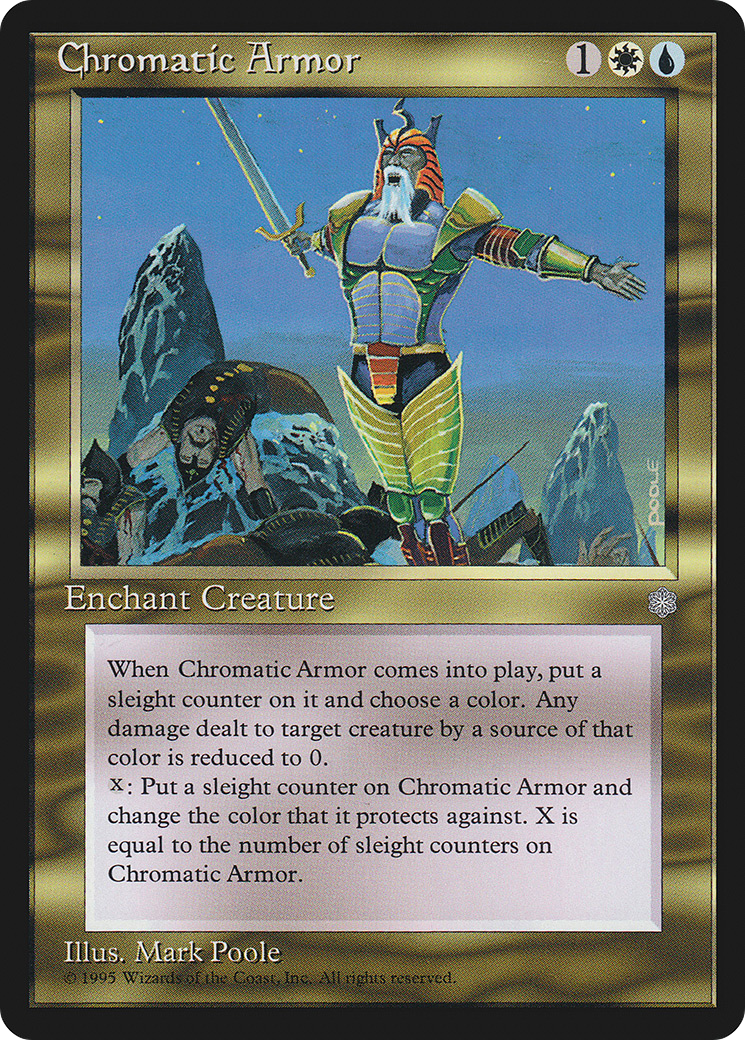 Chromatic Armor 1
POOLE
Enchant Creature
When Chromatic Armor comes into play, put a
sleight counter on it and choose a color. Any
damage dealt to target creature by a source of that
color is reduced to 0.
X: Put a sleight counter on Chromatic Armor and
change the color that it protects against. X is
equal to the number of sleight counters on
Chromatic Armor.
Illus. Mark Poole
© 1995 Wizards of the Coast, Inc. All rights reserved.